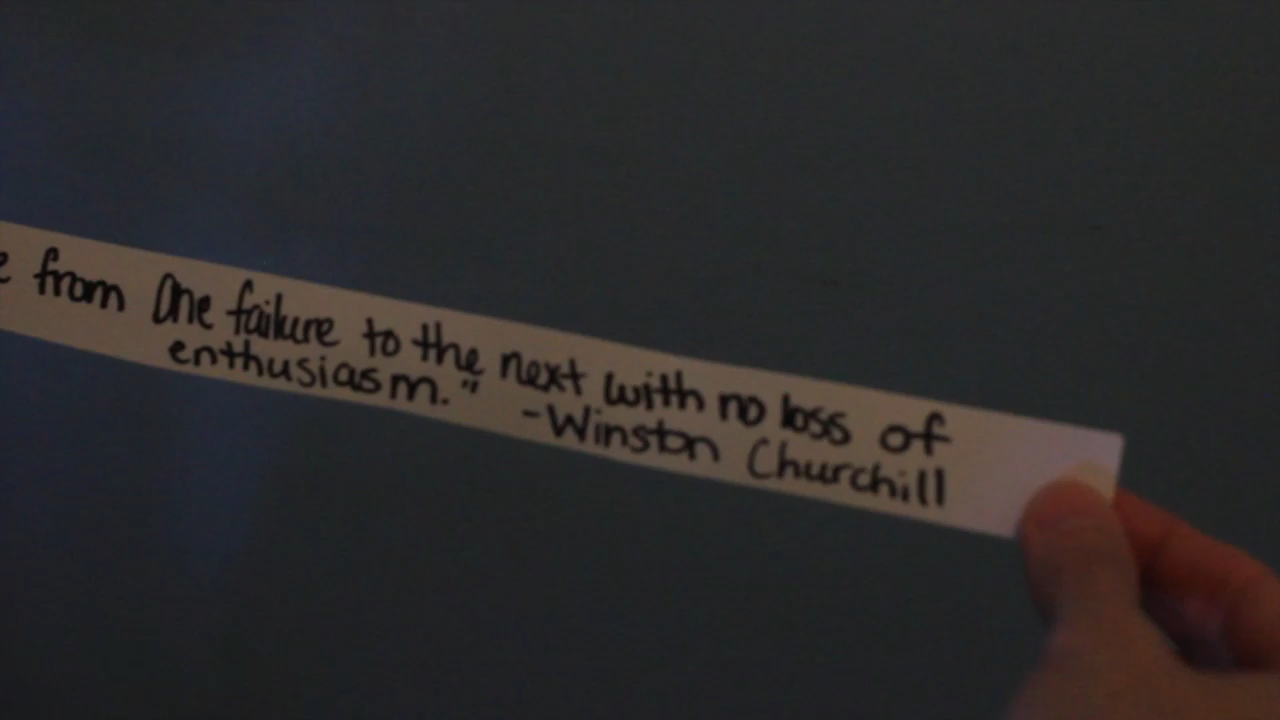 from One failure to the next with no loss of
enthusiasm." -Winston Churchill